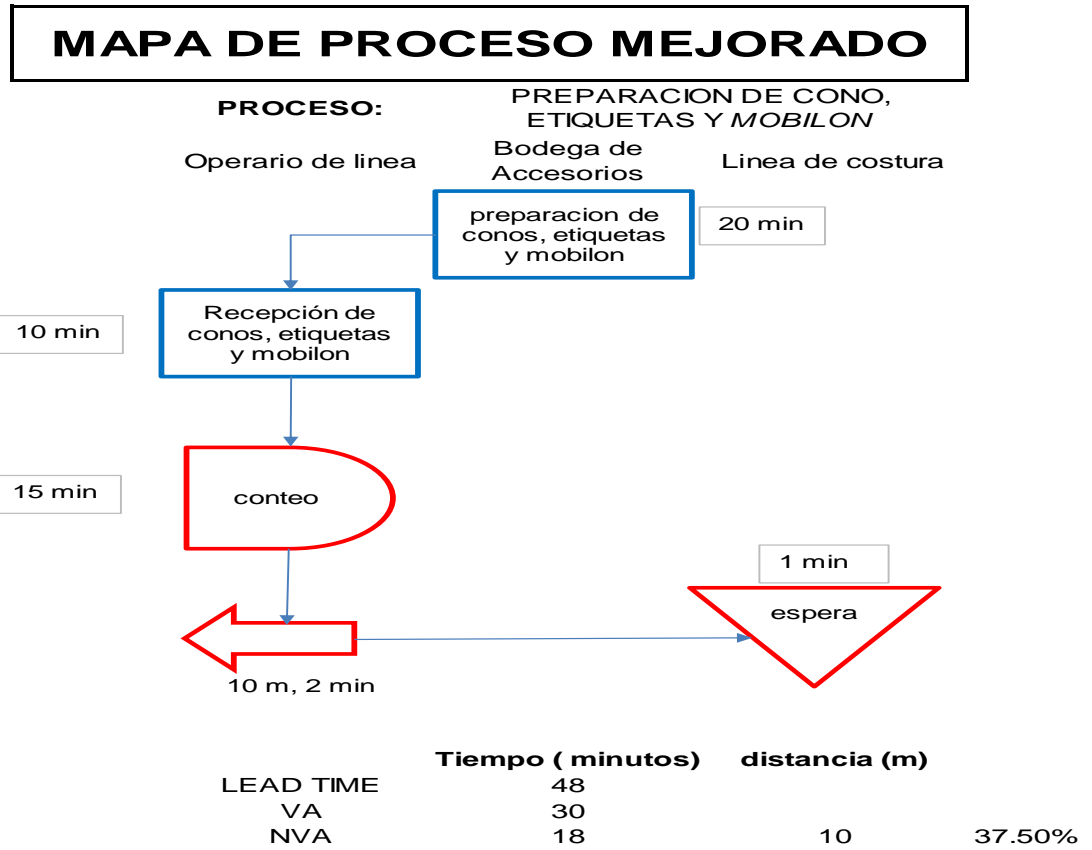 MAPA DE PROCESO MEJORADO
PROCESO:
PREPARACION DE CONO,
ETIQUETAS Y MOBILON
Operario de linea
Bodega de
Accesorios
Linea de costura
preparacion de
conos, etiquetas
y mobilon
20 min
10 min
Recepción de
conos, etiquetas
y mobilon
15 min
conteo
1 min
espera
10 m, 2 min
Tiempo ( minutos) distancia (m)
LEAD TIME 48
VA 30
NVA 18 10 37.50%